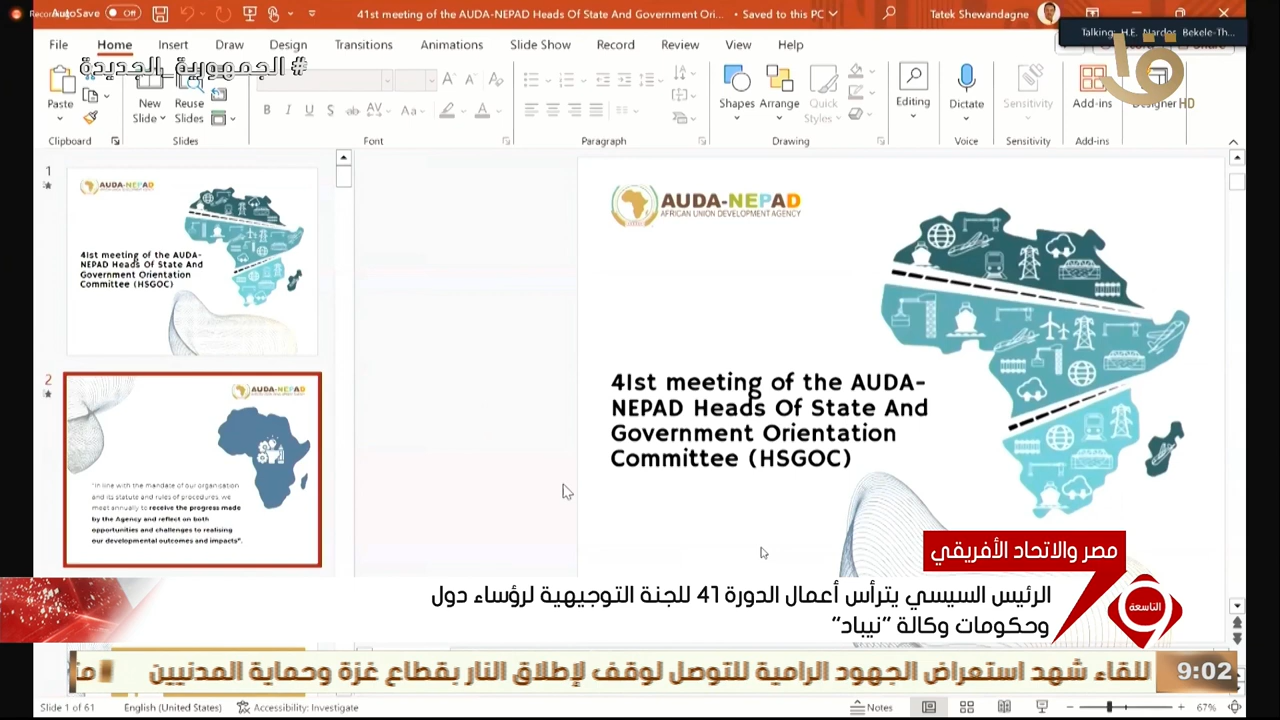 Recording
AutoSave Off
41st meeting of the AUDA-NEPAD Heads Of State And Government Ori... • Saved to this PC
Tatek Shewandagne
Talking: H.E. Nardos Bekele-Th...
File Home Insert Draw Design Transitions Animations Slide Show Record Review View Help
#الجمهورية_الجديدة
Share
HD
Paste
New Slide
Reuse Slides
Shapes Arrange Quick Styles
Editing
Dictate
Sensitivity
Add-ins
Designer
Clipboard Slides Font Paragraph Drawing Voice Sensitivity Add-ins
1
AUDA-NEPAD
41st meeting of the AUDA-
NEPAD Heads Of State And
Government Orientation
Committee (HSGOC)
2
AUDA-NEPAD
"In line with the mandate of our organisation
and its statute and rules of procedures, we
meet annually to receive the progress made
by the Agency and reflect on both
opportunities and challenges to realising
our developmental outcomes and impacts".
AUDA-NEPAD
AFRICAN UNION DEVELOPMENT AGENCY
41st meeting of the AUDA-
NEPAD Heads Of State And
Government Orientation
Committee (HSGOC)
مصر والاتحاد الأفريقي
الرئيس السيسي يترأس أعمال الدورة 41 للجنة التوجيهية لرؤساء دول
وحكومات وكالة "نيباد"
التاسعة
9:02
للقاء شهد استعراض الجهود الرامية للتوصل لوقف لإطلاق النار بقطاع غزة وحماية المدنيين
Slide 1 of 61 English (United States) Accessibility: Investigate Notes 67%